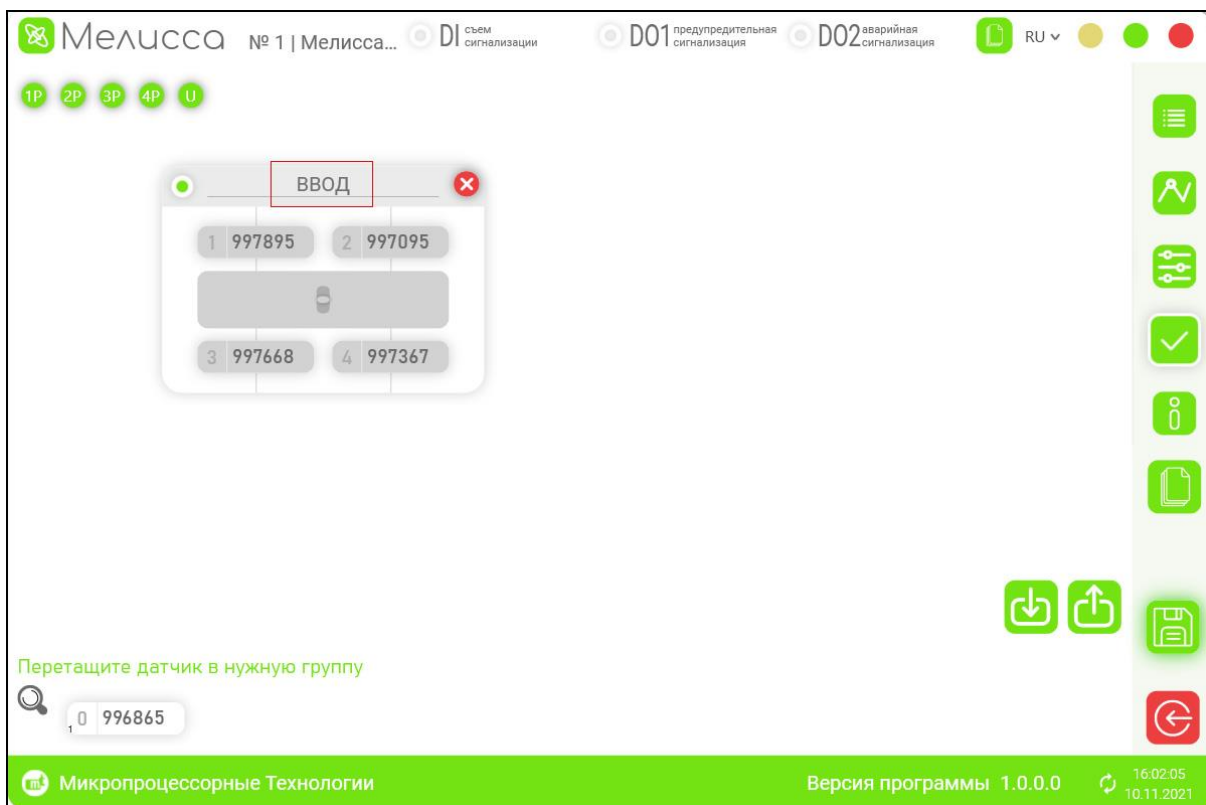 Мелисса № 1 | Мелисса... DI съем сигнализации DO1 предупредительная сигнализация DO2 аварийная сигнализация RU
1P 2P 3P 4P U
ВВОД
1 997895 2 997095
3 997668 4 997367
Перетащите датчик в нужную группу
1 0 996865
Микропроцессорные Технологии Версия программы 1.0.0.0 16:02:05
10.11.2021